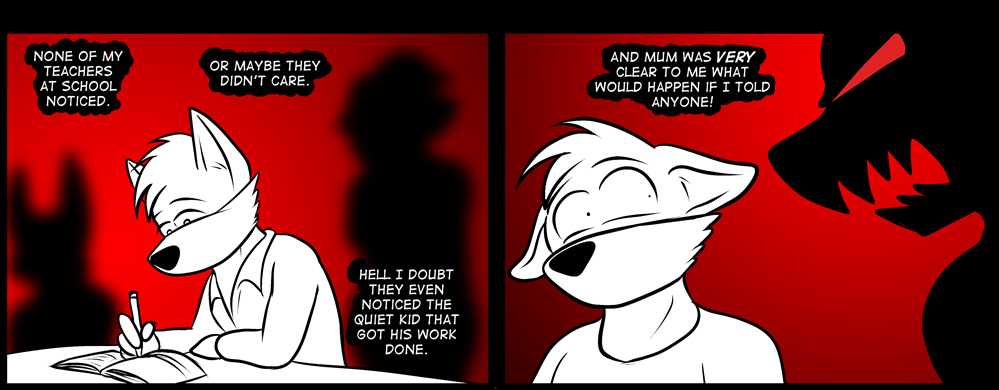 NONE OF MY
TEACHERS
AT SCHOOL
NOTICED.
OR MAYBE THEY
DIDN'T CARE.
HELL I DOUBT
THEY EVEN
NOTICED THE
QUIET KID THAT
GOT HIS WORK
DONE.
AND MUM WAS VERY
CLEAR TO ME WHAT
WOULD HAPPEN IF I TOLD
ANYONE!